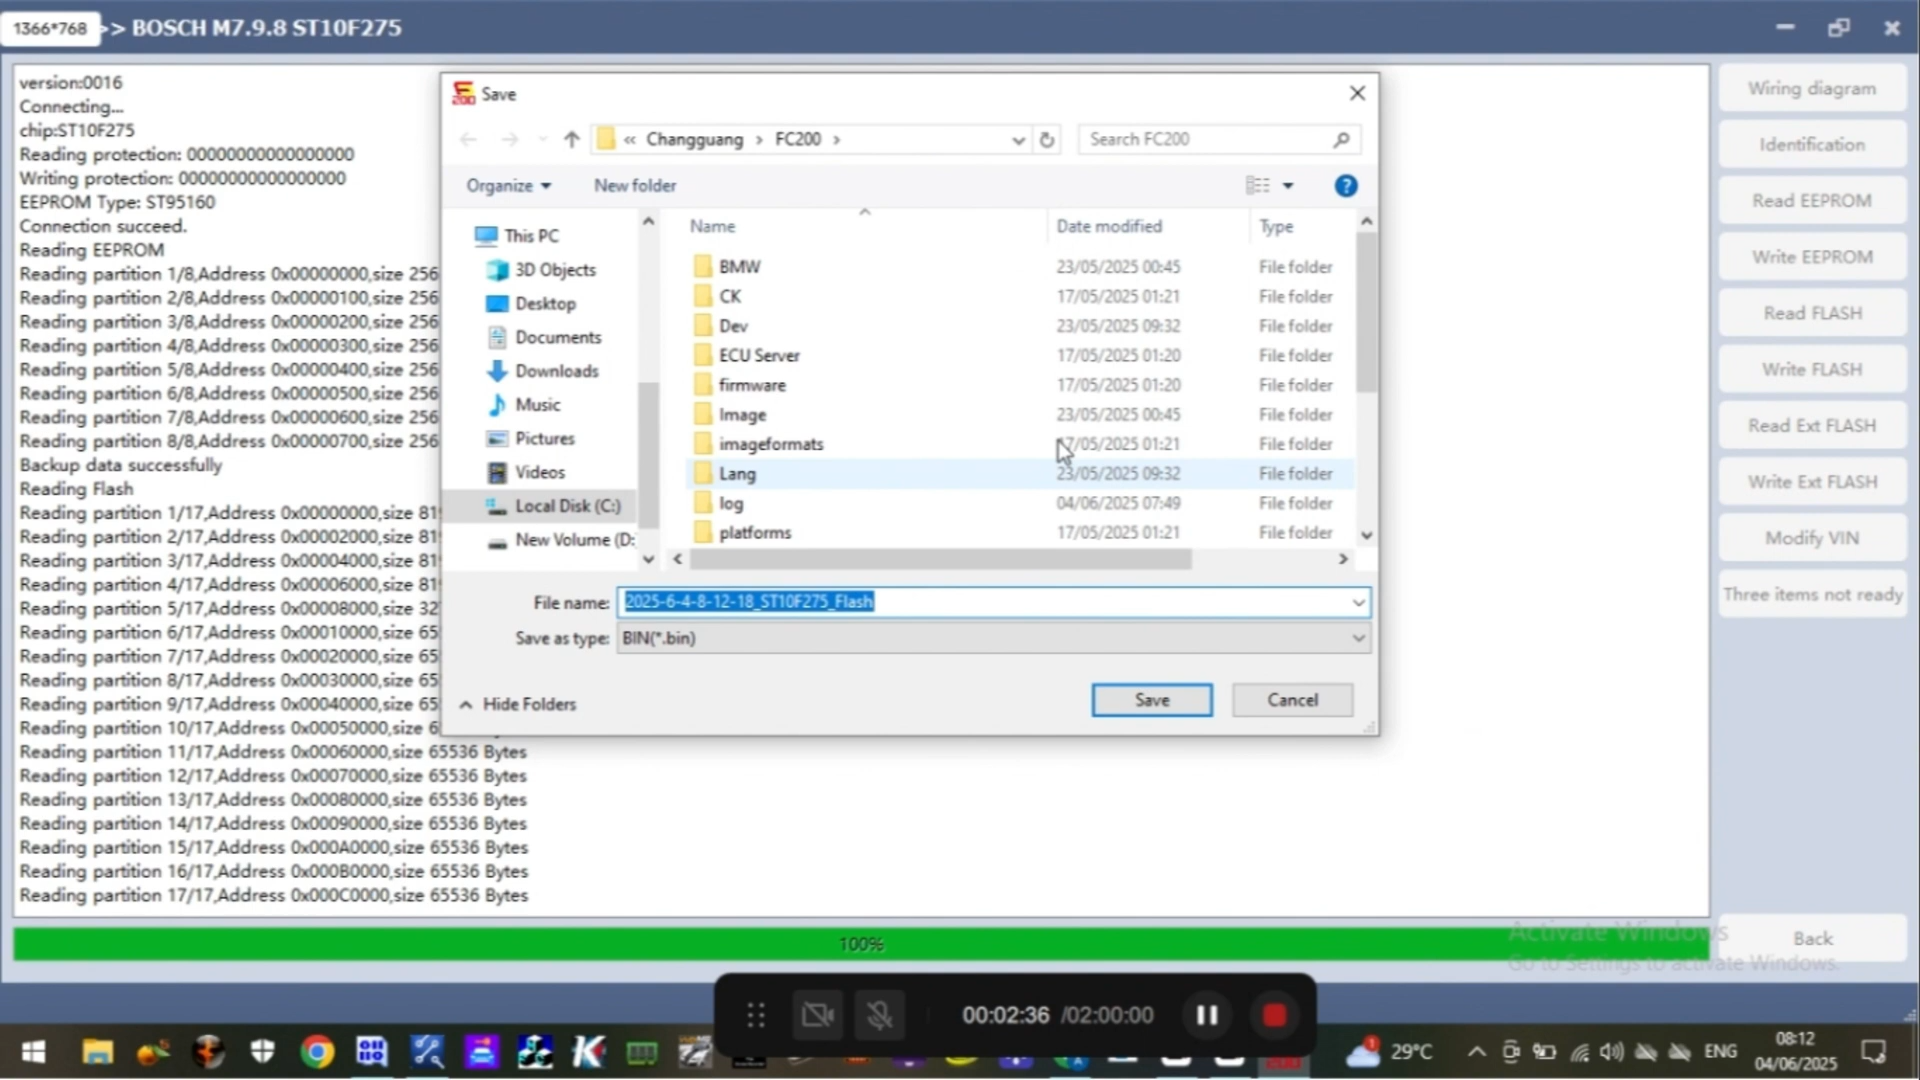 1366*768 >> BOSCH M7.9.8 ST10F275
version:0016
Connecting...
chip:ST10F275
Reading protection: 00000000000000000
Writing protection: 00000000000000000
EEPROM Type: ST95160
Connection succeed.
Reading EEPROM
Reading partition 1/8,Address 0x00000000,size 256
Reading partition 2/8,Address 0x00000100,size 256
Reading partition 3/8,Address 0x00000200,size 256
Reading partition 4/8,Address 0x00000300,size 256
Reading partition 5/8,Address 0x00000400,size 256
Reading partition 6/8,Address 0x00000500,size 256
Reading partition 7/8,Address 0x00000600,size 256
Reading partition 8/8,Address 0x00000700,size 256
Backup data successfully
Reading Flash
Reading partition 1/17,Address 0x00000000,size 819
Reading partition 2/17,Address 0x00002000,size 819
Reading partition 3/17,Address 0x00004000,size 819
Reading partition 4/17,Address 0x00006000,size 819
Reading partition 5/17,Address 0x00008000,size 327
Reading partition 6/17,Address 0x00010000,size 65
Reading partition 7/17,Address 0x00020000,size 65
Reading partition 8/17,Address 0x00030000,size 65
Reading partition 9/17,Address 0x00040000,size 65
Reading partition 10/17,Address 0x00050000,size 6
Reading partition 11/17,Address 0x00060000,size 65536 Bytes
Reading partition 12/17,Address 0x00070000,size 65536 Bytes
Reading partition 13/17,Address 0x00080000,size 65536 Bytes
Reading partition 14/17,Address 0x00090000,size 65536 Bytes
Reading partition 15/17,Address 0x000A0000,size 65536 Bytes
Reading partition 16/17,Address 0x000B0000,size 65536 Bytes
Reading partition 17/17,Address 0x000C0000,size 65536 Bytes
100%
200 Save
« Changguang > FC200 >
Search FC200
Organize
New folder
This PC
3D Objects
Desktop
Documents
Downloads
Music
Pictures
Videos
Local Disk (C:)
New Volume (D:
Name Date modified Type
BMW 23/05/2025 00:45 File folder
CK 17/05/2025 01:21 File folder
Dev 23/05/2025 09:32 File folder
ECU Server 17/05/2025 01:20 File folder
firmware 17/05/2025 01:20 File folder
Image 23/05/2025 00:45 File folder
imageformats 17/05/2025 01:21 File folder
Lang 23/05/2025 09:32 File folder
log 04/06/2025 07:49 File folder
platforms 17/05/2025 01:21 File folder
File name: 2025-6-4-8-12-18_ST10F275_Flash
Save as type: BIN(*.bin)
Hide Folders
Save
Cancel
Wiring diagram
Identification
Read EEPROM
Write EEPROM
Read FLASH
Write FLASH
Read Ext FLASH
Write Ext FLASH
Modify VIN
Three items not ready
Back
Activate Windows
Go to Settings to activate Windows.
00:02:36 /02:00:00
1
29°C
ENG
08:12
04/06/2025